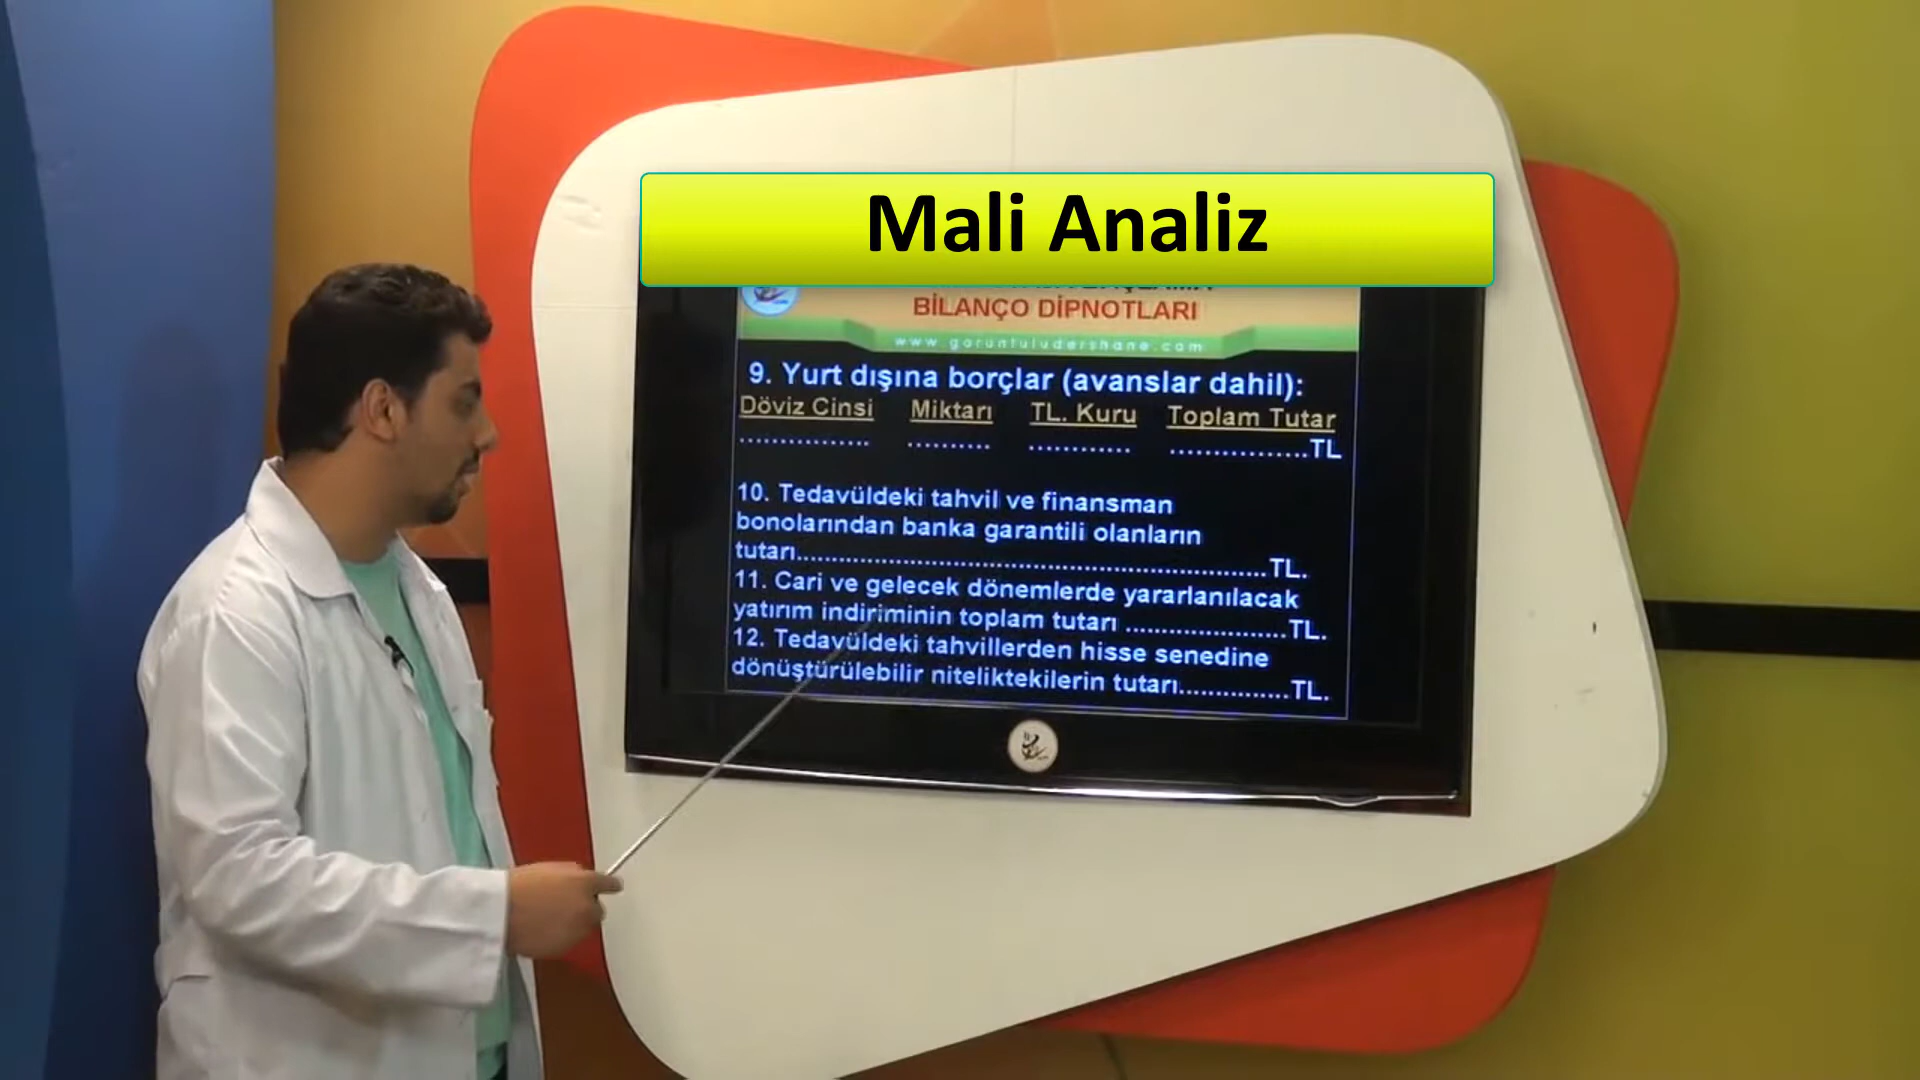 Mali Analiz
BİLANÇO DİPNOTLARI
www.goruntuludershane.com
9. Yurt dışına borçlar (avanslar dahil):
Döviz Cinsi Miktarı TL. Kuru Toplam Tutar
............... .......... ............ ................TL
10. Tedavüldeki tahvil ve finansman
bonolarından banka garantili olanların
tutarı......................................................TL.
11. Cari ve gelecek dönemlerde yararlanılacak
yatırım indiriminin toplam tutarı .....................TL.
12. Tedavüldeki tahvillerden hisse senedine
dönüştürülebilir niteliktekilerin tutarı...............TL.